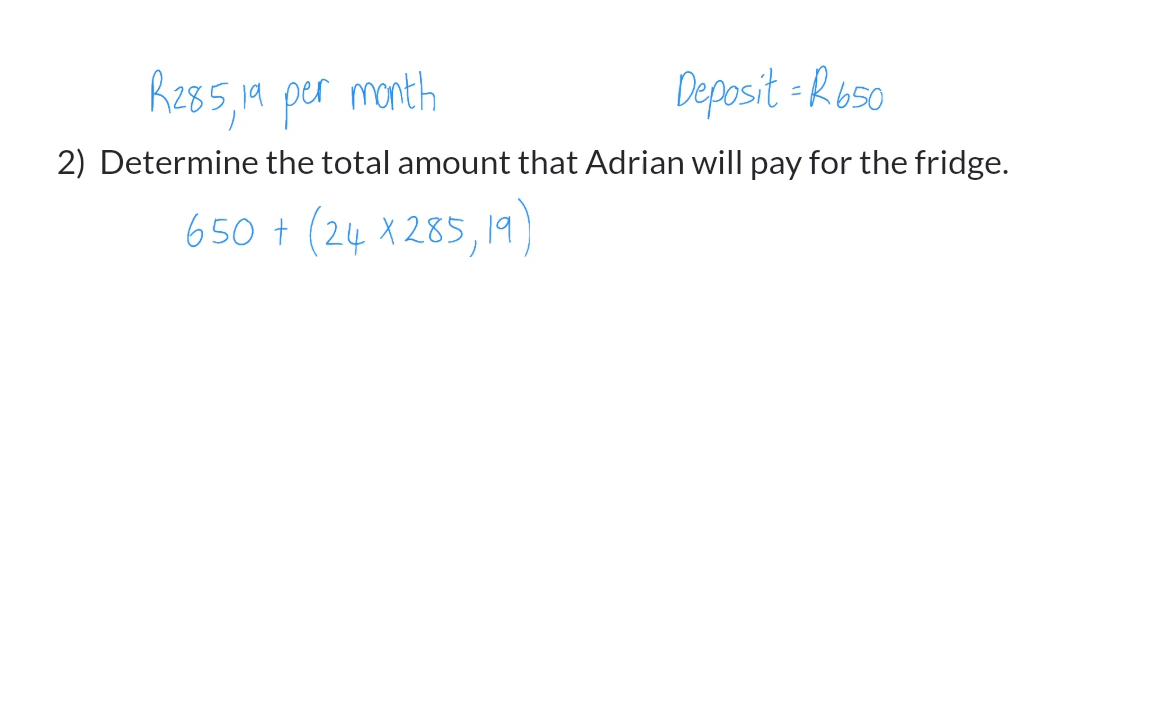 R285,19 per month Deposit = R650
2) Determine the total amount that Adrian will pay for the fridge.
650 + (24 x 285,19)